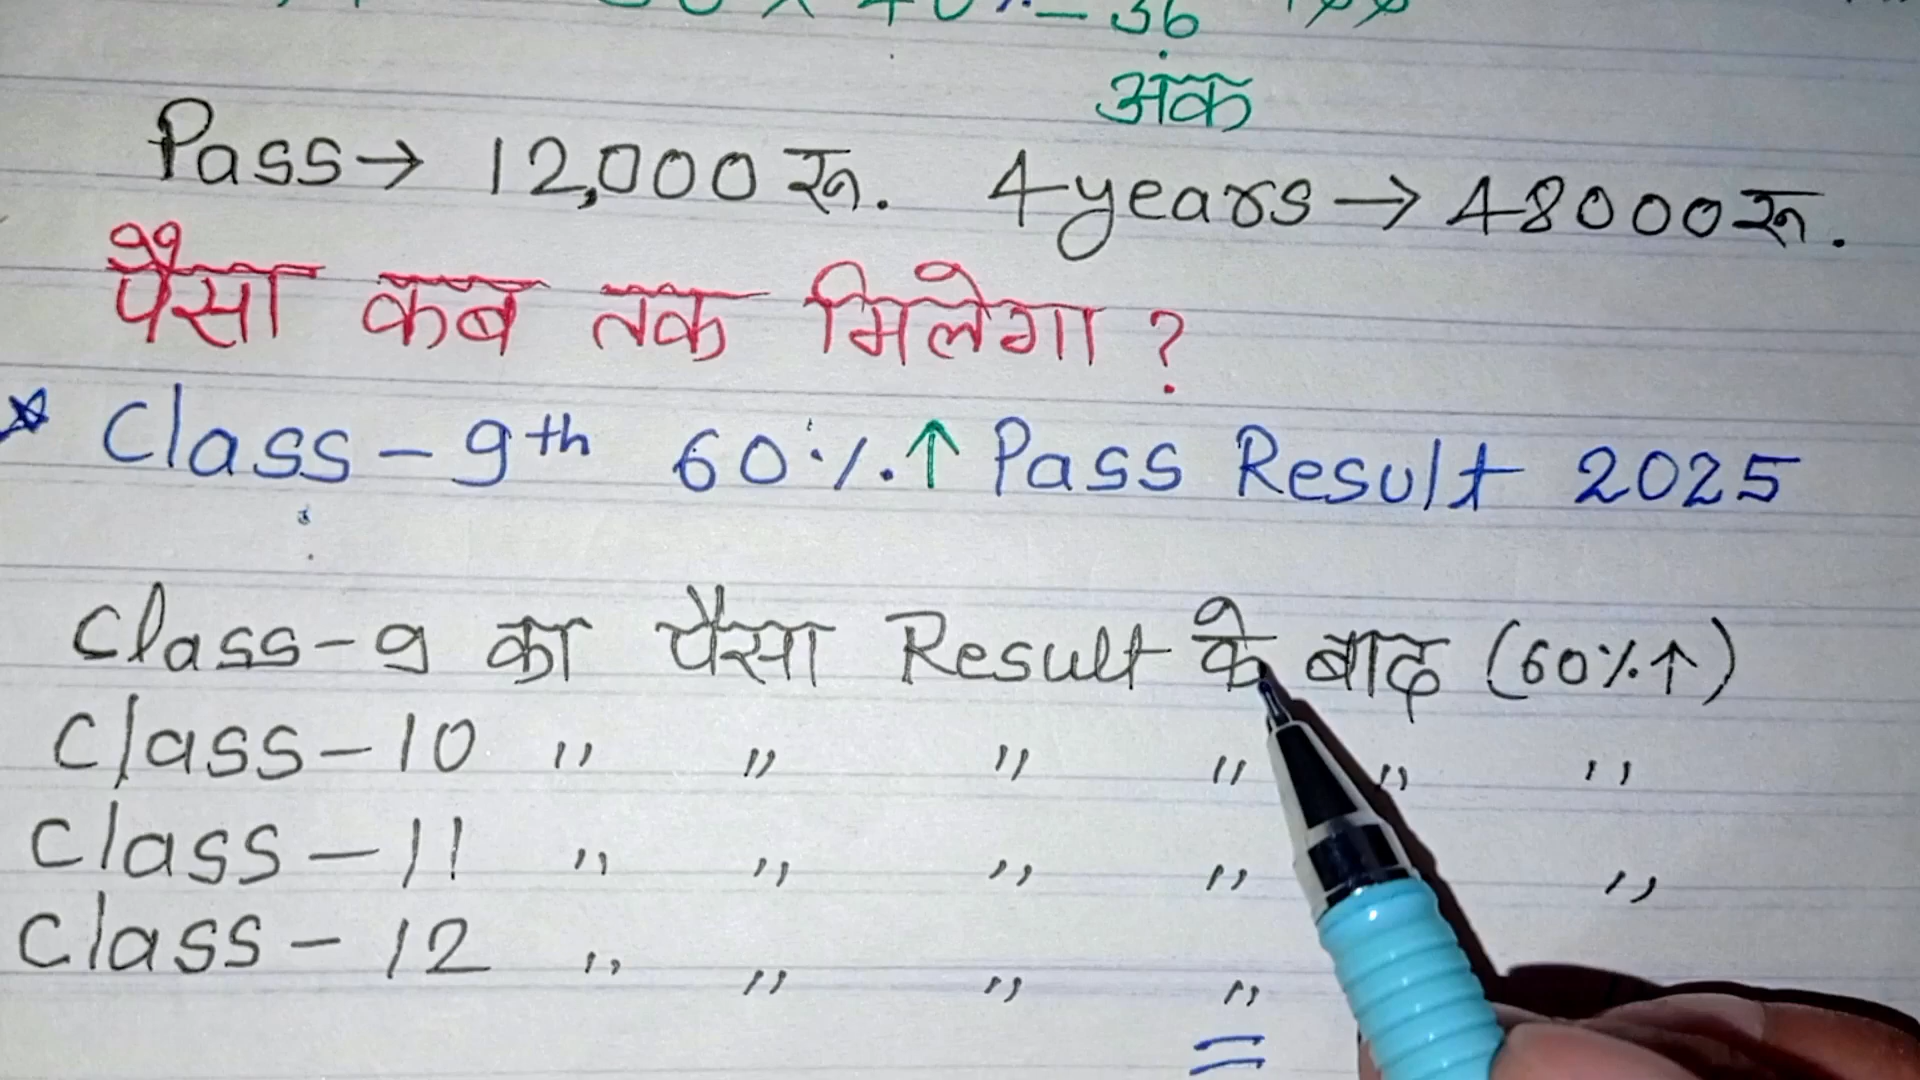 36
अंक
Pass → 12,000 रू. 4 years → 48000 रू.
पैसा कब तक मिलेगा ?
Class - 9th 60%. ↑ Pass Result 2025
Class - 9 का पैसा Result के बाद (60%.↑)
Class - 10 " " " " " "
Class - 11 " " " " "
Class - 12 " " " "